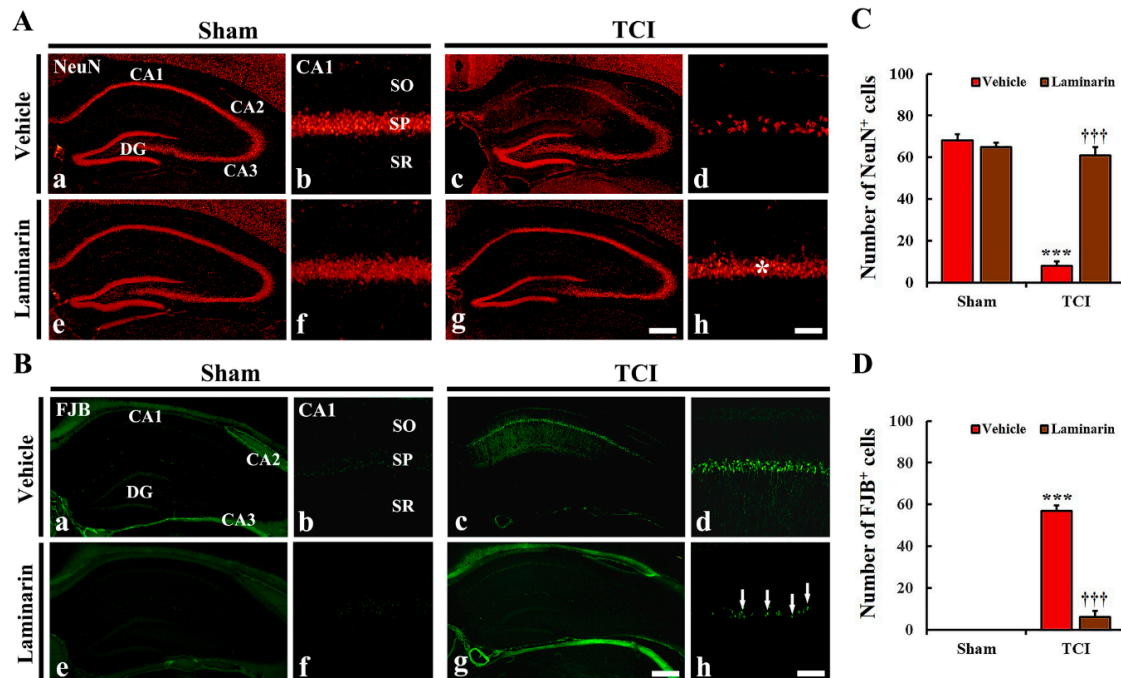 A
Sham
TCI
Vehicle
Laminarin
NeuN
CA1
CA2
CA3
DG
a
CA1
SO
SP
SR
b
c
d
e
f
g
*
h
B
Sham
TCI
Vehicle
Laminarin
FJB
CA1
CA2
CA3
DG
a
CA1
SO
SP
SR
b
c
d
e
f
g
h
C
Number of NeuN⁺ cells
100
80
60
40
20
0
Vehicle Laminarin
***
†††
Sham TCI
D
Number of FJB⁺ cells
100
80
60
40
20
0
Vehicle Laminarin
***
†††
Sham TCI